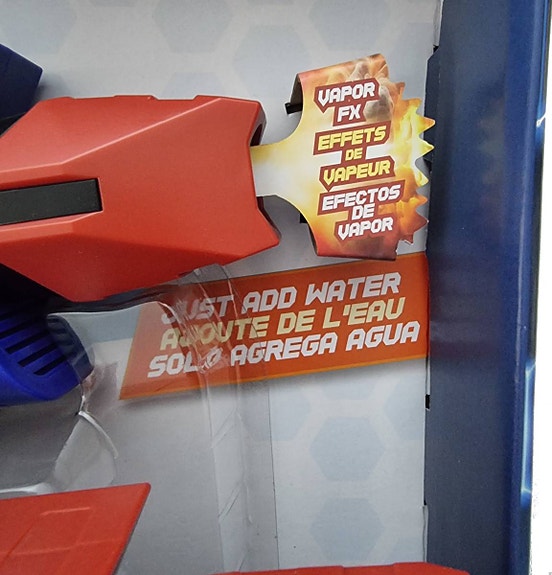 VAPOR
FX
EFFETS
DE
VAPEUR
EFECTOS
DE
VAPOR
JUST ADD WATER
AJOUTE DE L'EAU
SOLO AGREGA AGUA